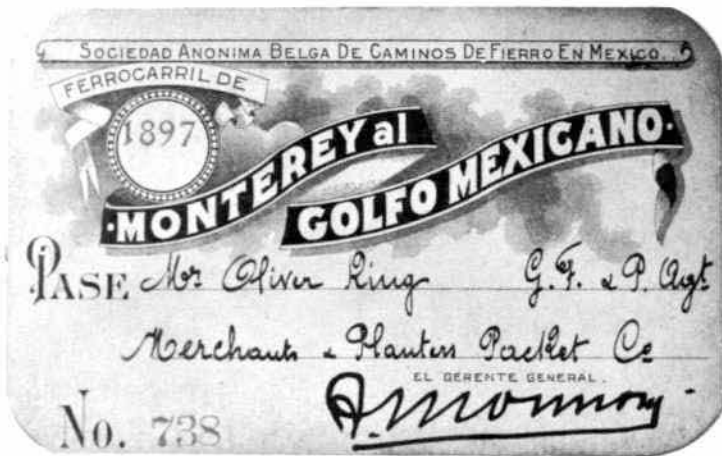 SOCIEDAD ANONIMA BELGA DE CAMINOS DE FIERRO EN MEXICO.
FERROCARRIL DE
1897
·MONTEREY al
GOLFO MEXICANO·
PASE Mr Oliver King G.F. & P. Agt
Merchants & Planters Packet Co
EL GERENTE GENERAL.
No. 738